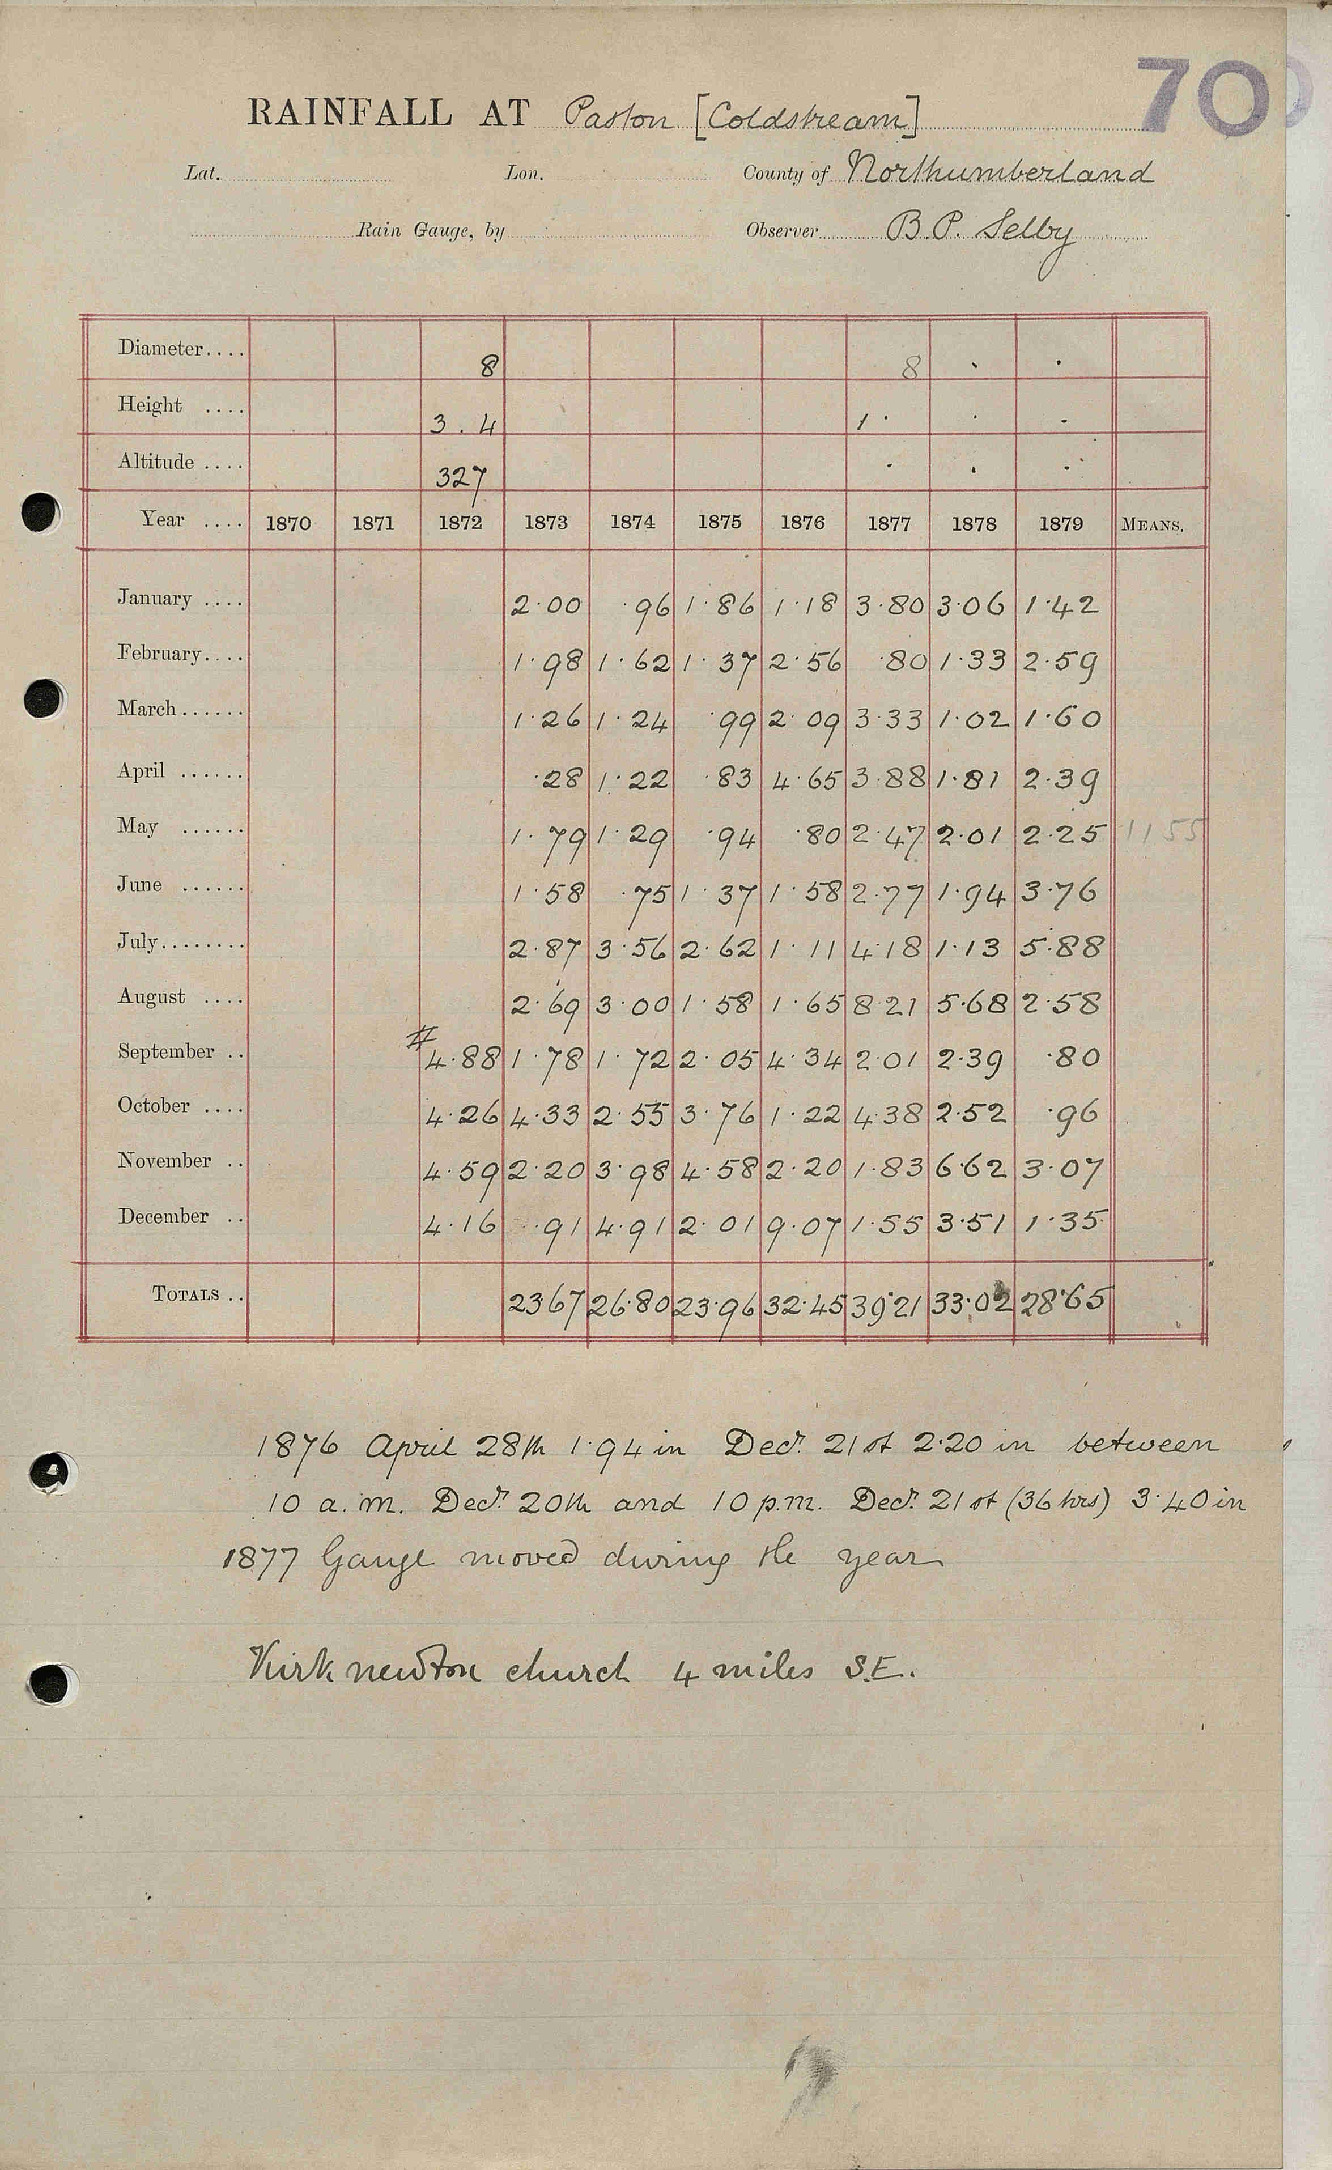 70
RAINFALL AT Paston [Coldstream]
Lat. Lon. County of Northumberland
Rain Gauge, by Observer B.P. Selby
Diameter.... 8 8 . .
Height .... 3.4 1. . .
Altitude .... 327 . . .
Year .... 1870 1871 1872 1873 1874 1875 1876 1877 1878 1879 MEANS.
January .... 2·00 ·96 1·86 1·18 3·80 3·06 1·42
February.... 1·98 1·62 1·37 2·56 ·80 1·33 2·59
March...... 1·26 1·24 ·99 2·09 3·33 1·02 1·60
April ...... ·28 1·22 ·83 4·65 3·88 1·81 2·39
May ...... 1·79 1·29 ·94 ·80 2·47 2·01 2·25 1155
June ...... 1·58 ·75 1·37 1·58 2·77 1·94 3·76
July........ 2·87 3·56 2·62 1·11 4·18 1·13 5·88
August .... 2·69 3·00 1·58 1·65 8·21 5·68 2·58
September .. #4·88 1·78 1·72 2·05 4·34 2·01 2·39 ·80
October .... 4·26 4·33 2·55 3·76 1·22 4·38 2·52 ·96
November .. 4·59 2·20 3·98 4·58 2·20 1·83 6·62 3·07
December .. 4·16 ·91 4·91 2·01 9·07 1·55 3·51 1·35
TOTALS .. 2367 26·80 23·96 32·45 39·21 33·02 28·65
1876 April 28th 1·94 in Decr. 21st 2·20 in between
10 a.m. Decr. 20th and 10 p.m. Decr. 21st (36 hrs) 3·40 in
1877 Gauge moved during the year
Kirknewton church 4 miles S.E.